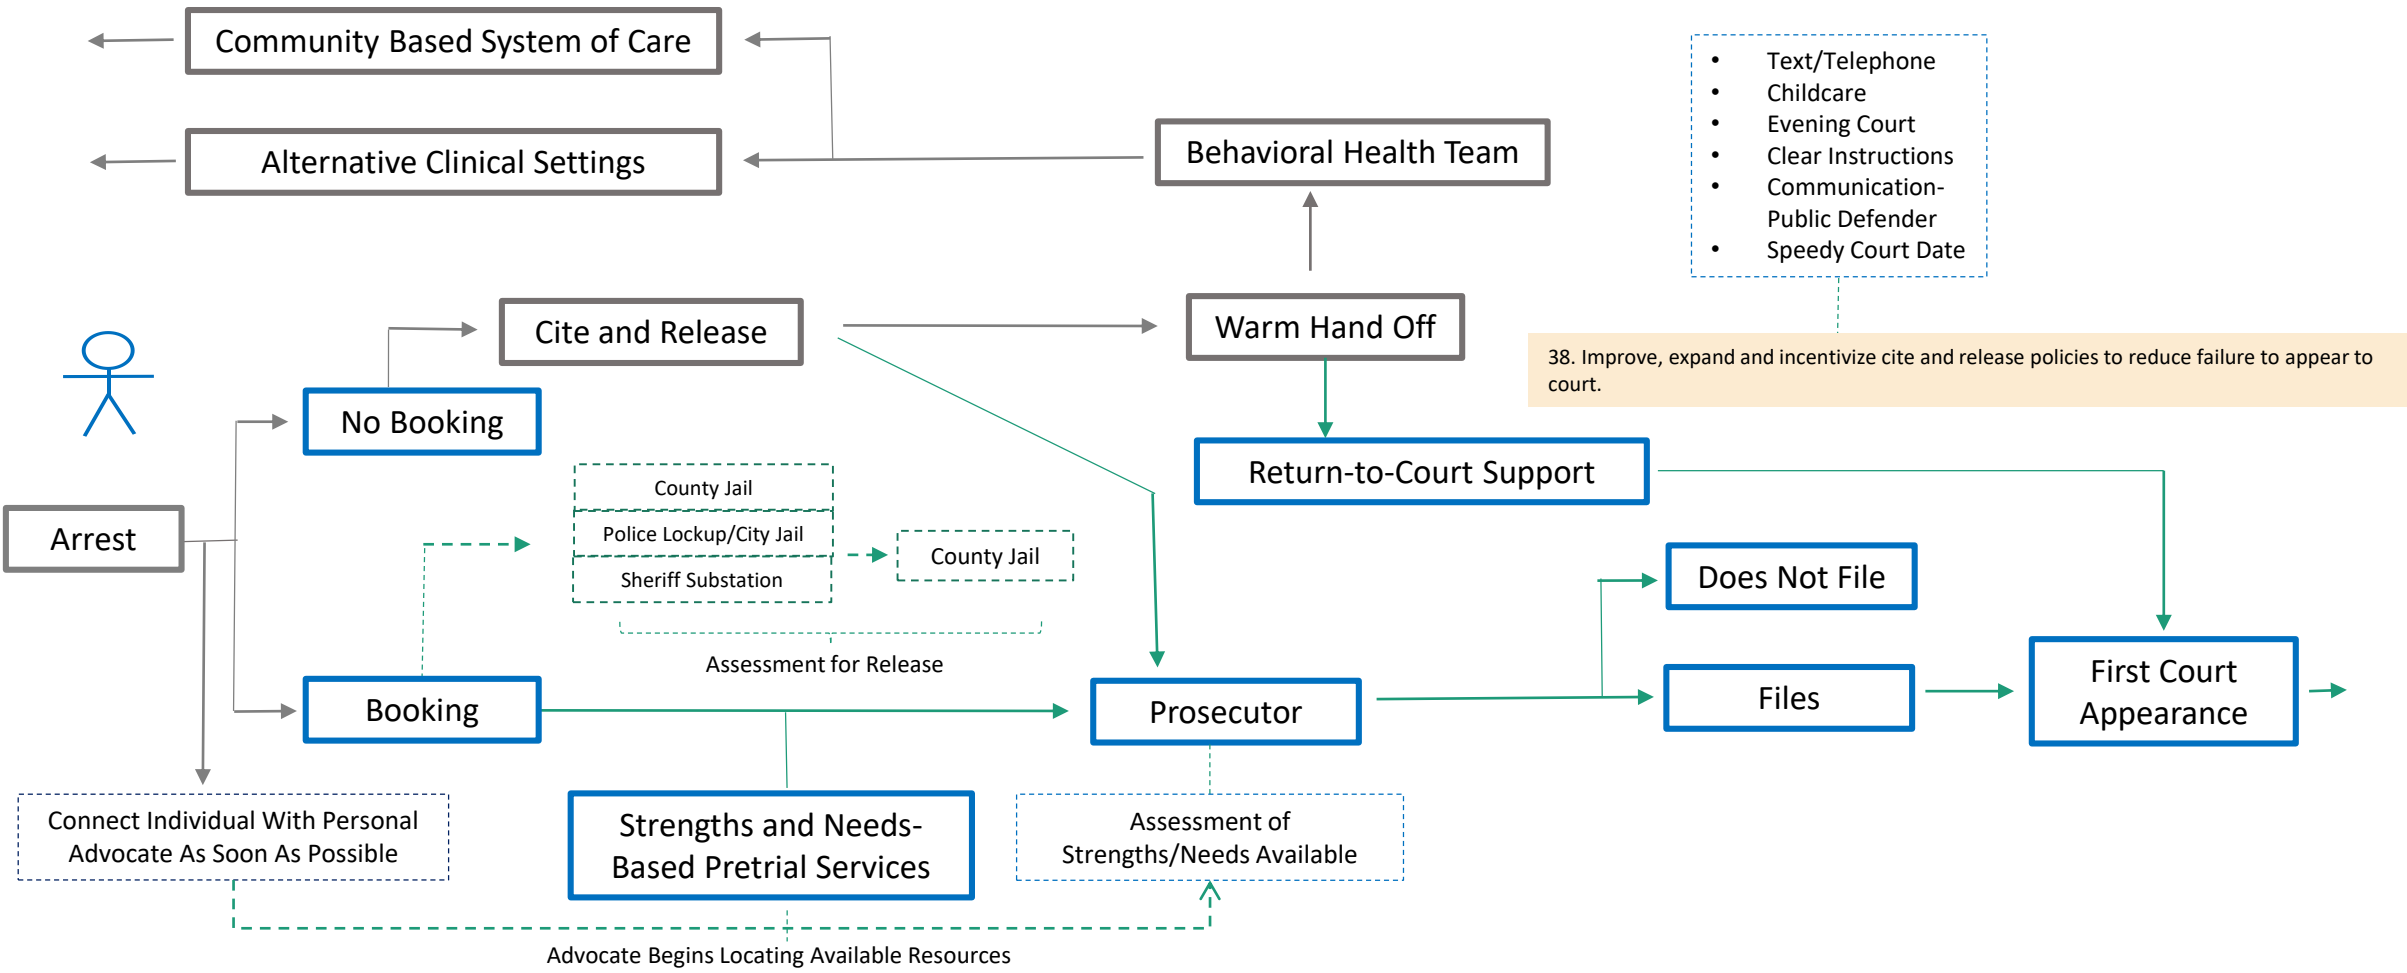 Community Based System of Care
Alternative Clinical Settings
Behavioral Health Team
• Text/Telephone
• Childcare
• Evening Court
• Clear Instructions
• Communication-
Public Defender
• Speedy Court Date
Cite and Release
Warm Hand Off
38. Improve, expand and incentivize cite and release policies to reduce failure to appear to
court.
No Booking
Return-to-Court Support
County Jail
Police Lockup/City Jail
Sheriff Substation
County Jail
Arrest
Does Not File
Assessment for Release
Booking
Prosecutor
Files
First Court
Appearance
Connect Individual With Personal
Advocate As Soon As Possible
Strengths and Needs-
Based Pretrial Services
Assessment of
Strengths/Needs Available
Advocate Begins Locating Available Resources